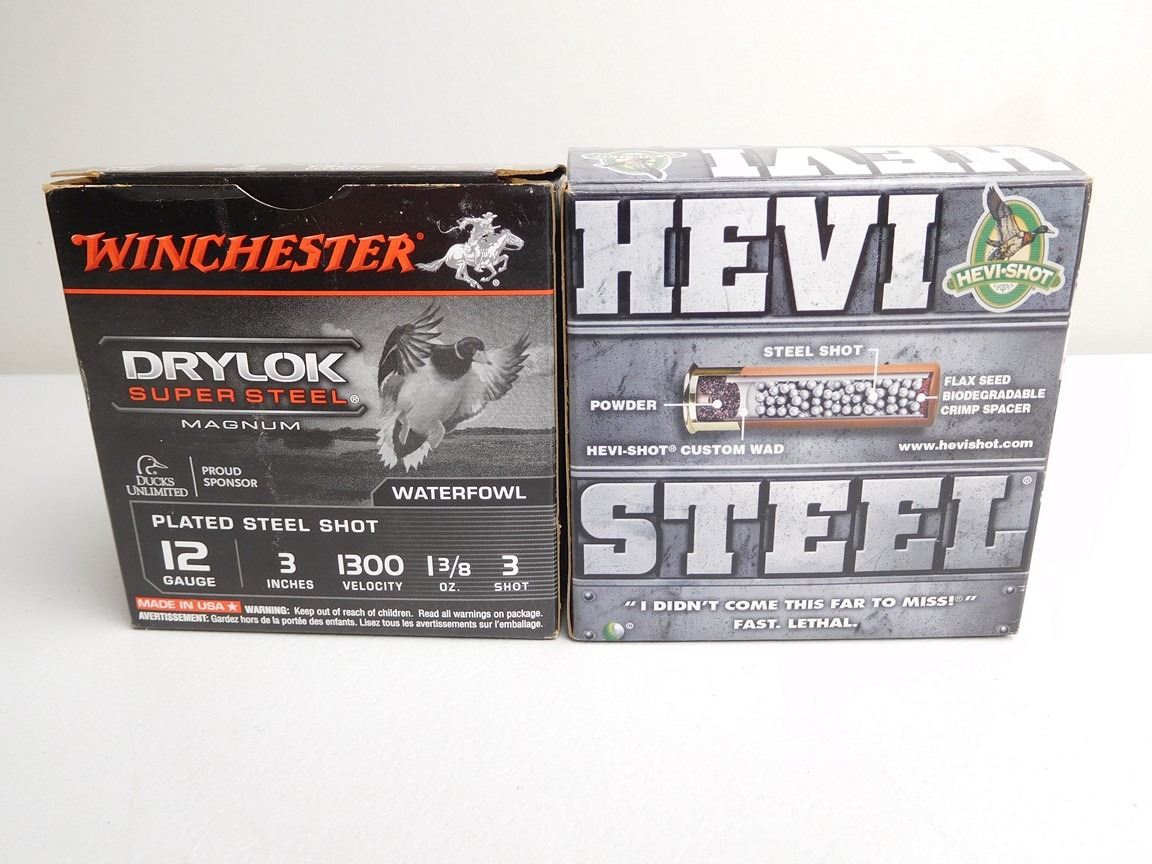 WINCHESTER®
®
DRYLOK
SUPER STEEL®
MAGNUM
DUCKS
UNLIMITED
PROUD
SPONSOR
WATERFOWL
PLATED STEEL SHOT
12
GAUGE
3
INCHES
1300
VELOCITY
1 3/8
OZ.
3
SHOT
MADE IN USA
WARNING: Keep out of reach of children. Read all warnings on package.
AVERTISSEMENT: Gardez hors de la portée des enfants. Lisez tous les avertissements sur l'emballage.
HEVI
HEVI
HEVI-SHOT
STEEL SHOT
POWDER
FLAX SEED
BIODEGRADABLE
CRIMP SPACER
HEVI-SHOT® CUSTOM WAD
www.hevishot.com
STEEL®
"I DIDN'T COME THIS FAR TO MISS!®"
FAST. LETHAL.
©